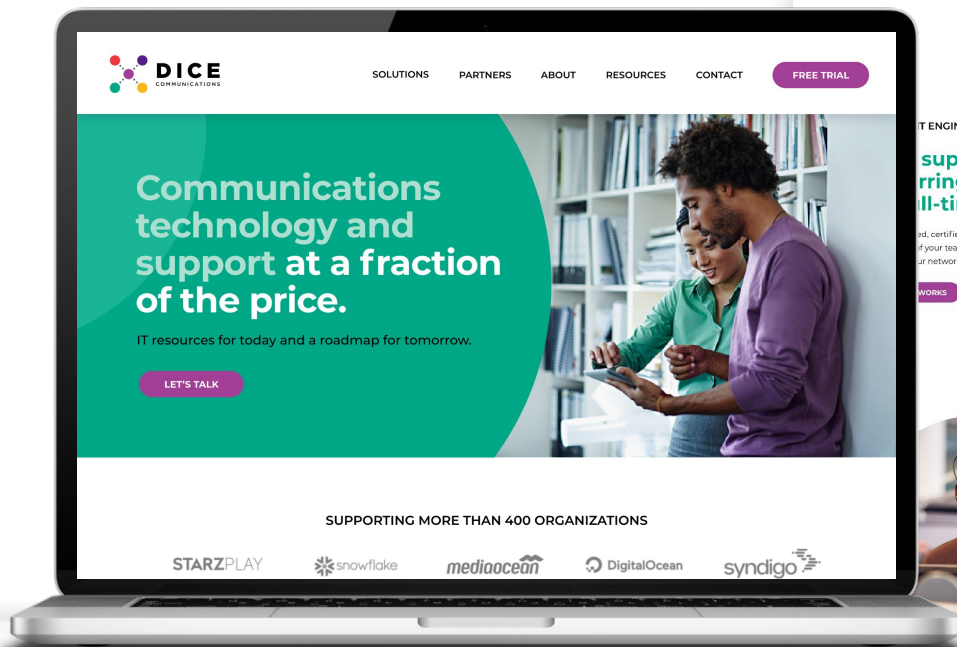 DICE
COMMUNICATIONS
SOLUTIONS PARTNERS ABOUT RESOURCES CONTACT FREE TRIAL
Communications
technology and
support at a fraction
of the price.
IT resources for today and a roadmap for tomorrow.
LET'S TALK
SUPPORTING MORE THAN 400 ORGANIZATIONS
STARZPLAY snowflake mediaocean DigitalOcean syndigo
of your
WORKS